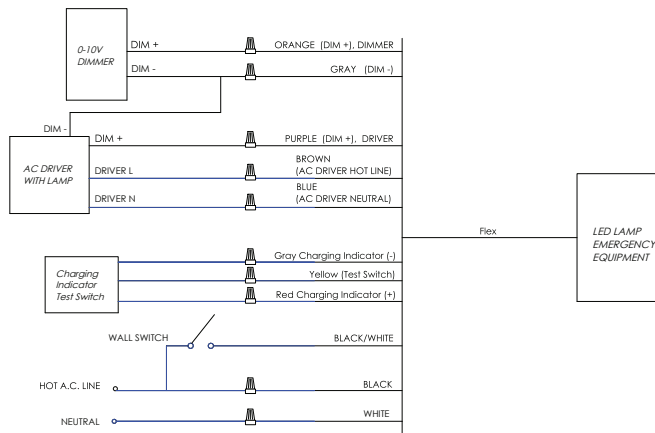 0-10V
DIMMER
DIM +
ORANGE (DIM +), DIMMER
DIM -
GRAY (DIM -)
DIM -
DIM +
PURPLE (DIM +), DRIVER
AC DRIVER
WITH LAMP
DRIVER L
BROWN
(AC DRIVER HOT LINE)
DRIVER N
BLUE
(AC DRIVER NEUTRAL)
Flex
LED LAMP
EMERGENCY
EQUIPMENT
Charging
Indicator
Test Switch
Gray Charging Indicator (-)
Yellow (Test Switch)
Red Charging Indicator (+)
WALL SWITCH
BLACK/WHITE
HOT A.C. LINE
BLACK
NEUTRAL
WHITE